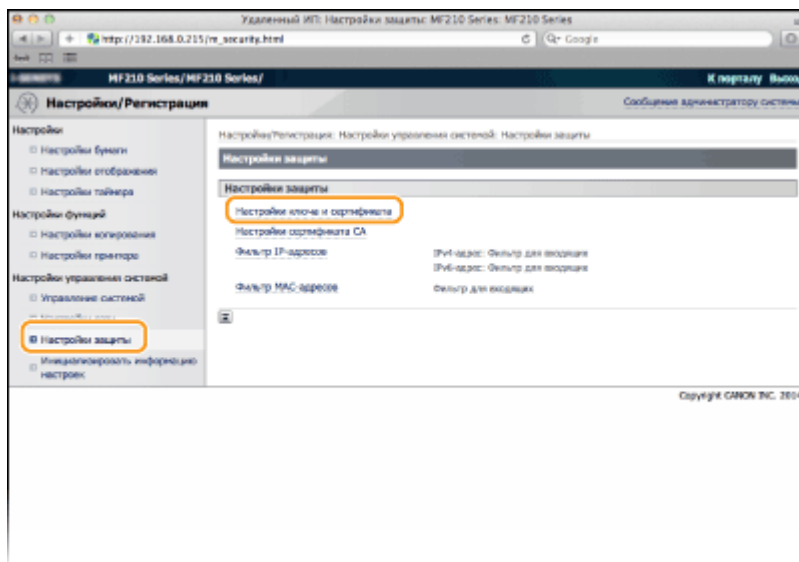 Удаленный ИП: Настройки защиты: MF210 Series: MF210 Series
http://192.168.0.215/m_security.html
Google
MF210 Series/MF210 Series/
К порталу
Настройки/Регистрация
Сообщения администратору системы
Настройки
Настройки бумаги
Настройки отображения
Настройки таймера
Настройки функций
Настройки копирования
Настройки принтера
Настройки управления системой
Управление системой
Настройки защиты
Инициализировать информацию
настроек
Настройки/Регистрация: Настройки управления системой: Настройки защиты
Настройки защиты
Настройки защиты
Настройки ключа и сертификата
Настройки сертификата CA
Фильтр IP-адресов
IPv4-адрес: Фильтр для входящих
IPv6-адрес: Фильтр для входящих
Фильтр MAC-адресов
Фильтр для входящих
Copyright CANON INC. 2014